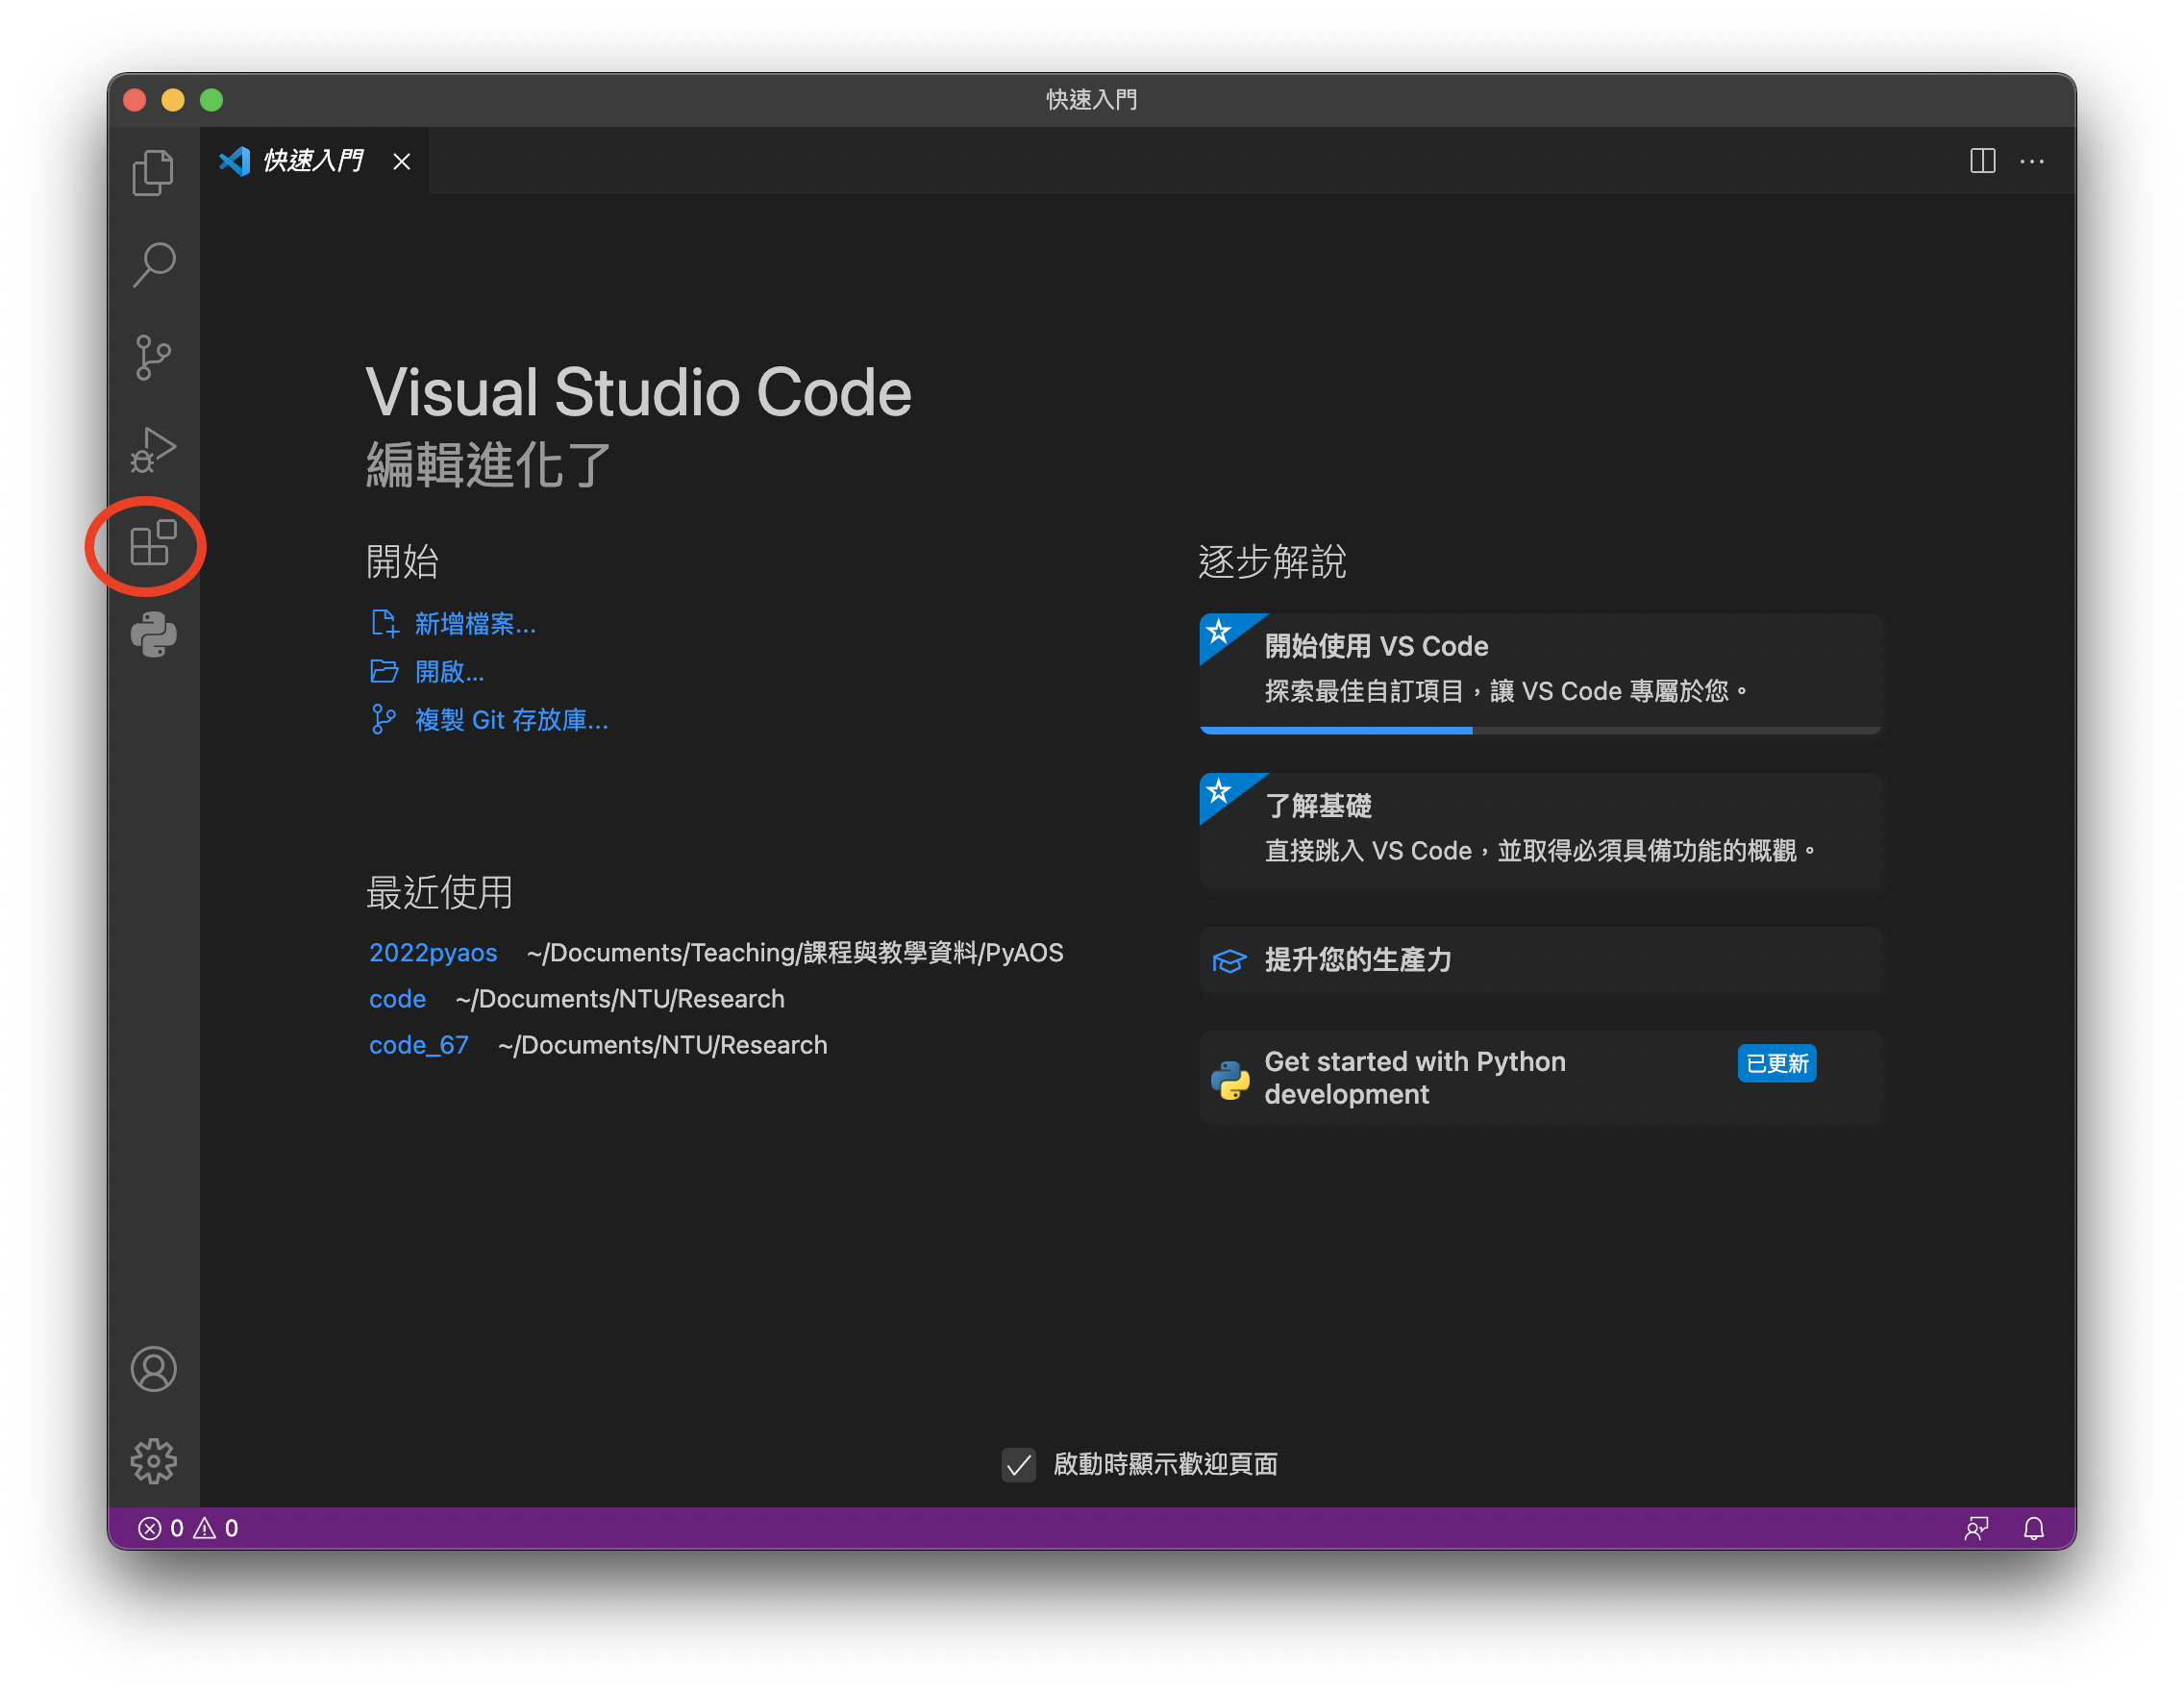 快速入門
快速入門
Visual Studio Code
編輯進化了
開始
新增檔案...
開啟...
複製 Git 存放庫...
最近使用
2022pyaos ~/Documents/Teaching/課程與教學資料/PyAOS
code ~/Documents/NTU/Research
code_67 ~/Documents/NTU/Research
逐步解說
開始使用 VS Code
探索最佳自訂項目，讓 VS Code 專屬於您。
了解基礎
直接跳入 VS Code，並取得必須具備功能的概觀。
提升您的生產力
Get started with Python
development
已更新
啟動時顯示歡迎頁面
0 0